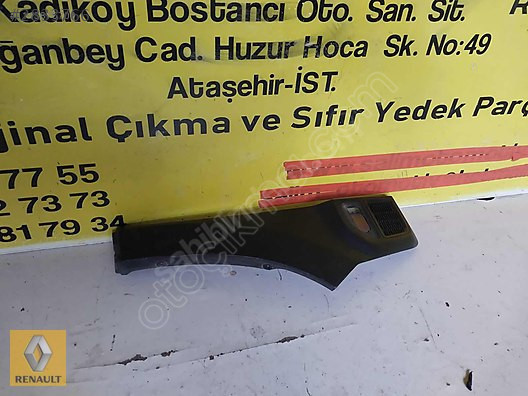 Kadıköy Bostancı Oto. San. Sit.
ğanbey Cad. Huzur Hoca Sk. No:49
Ataşehir-İST.
jinal Çıkma ve Sıfır Yedek Parç
77 55
2 73 73
81 79 34
RENAULT